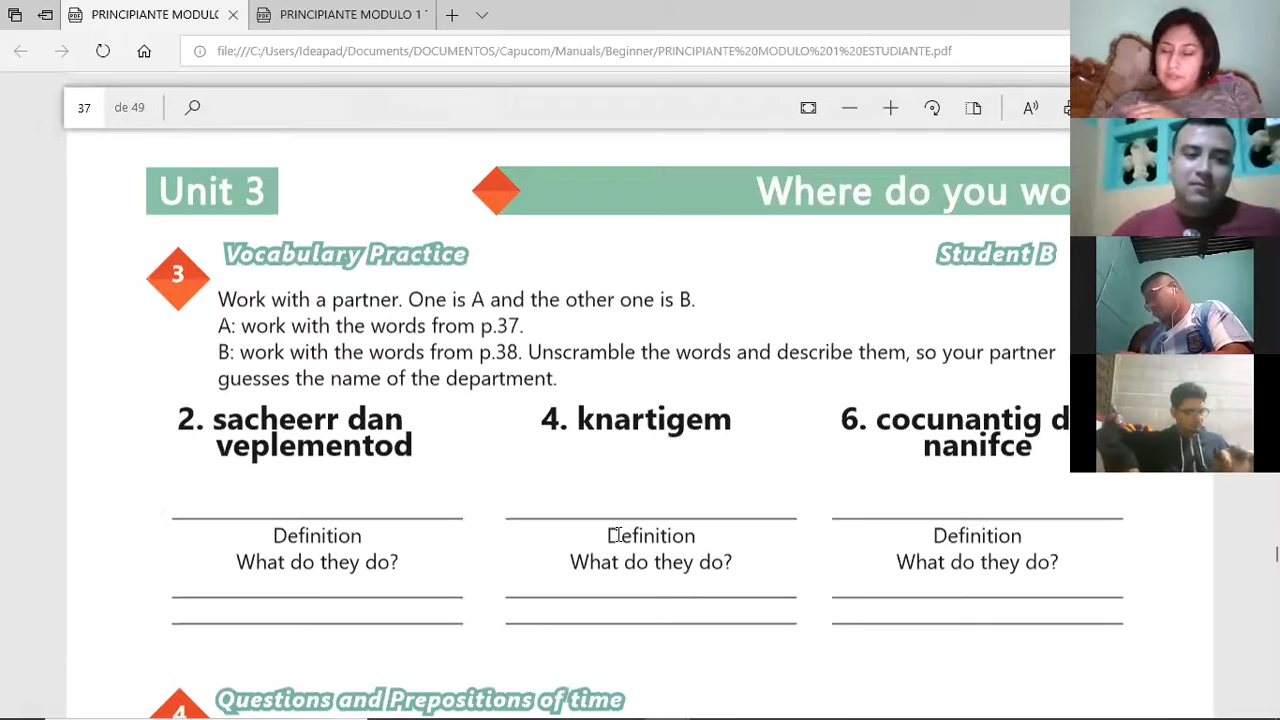 PRINCIPIANTE MODULO
PRINCIPIANTE MODULO 1
file:///C:/Users/Ideapad/Documents/DOCUMENTOS/Capucom/Manuals/Beginner/PRINCIPIANTE%20MODULO%201%20ESTUDIANTE.pdf
37 de 49
Unit 3
Where do you wo
3
Vocabulary Practice
Student B
Work with a partner. One is A and the other one is B.
A: work with the words from p.37.
B: work with the words from p.38. Unscramble the words and describe them, so your partner
guesses the name of the department.
2. sacheerr dan
veplementod
4. knartigem
6. cocunantig d
nanifce
Definition
What do they do?
Definition
What do they do?
Definition
What do they do?
4
Questions and Prepositions of time